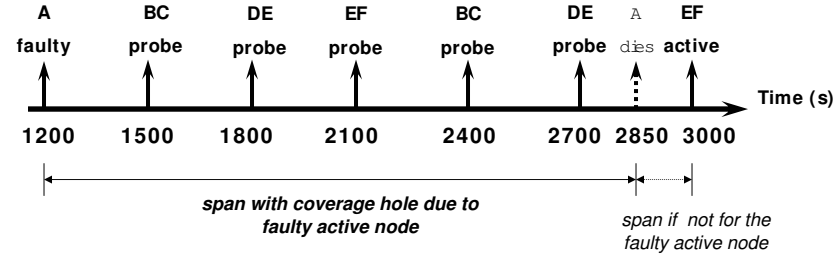 A BC DE EF BC DE A EF
faulty probe probe probe probe probe dies active
Time (s)
1200 1500 1800 2100 2400 2700 2850 3000
span with coverage hole due to
faulty active node
span if not for the
faulty active node